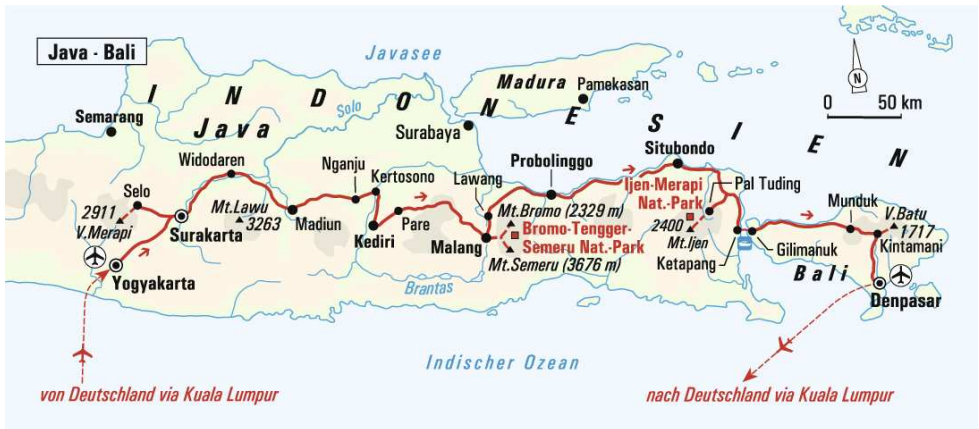 Java - Bali
Javasee
INDONESIEN
Madura
Pamekasan
N
0 50 km
Semarang
Java
Solo
Surabaya
Widodaren
Nganju
Kertosono
Lawang
Probolinggo
Situbondo
Selo
2911
V.Merapi
Mt.Lawu
3263
Surakarta
Madiun
Kediri
Pare
Malang
Mt.Bromo (2329 m)
Bromo-Tengger-
Semeru Nat.-Park
Mt.Semeru (3676 m)
Ijen-Merapi
Nat.-Park
Pal Tuding
2400
Mt.Ijen
Ketapang
Gilimanuk
Munduk
V.Batu
1717
Kintamani
Bali
Denpasar
Yogyakarta
Brantas
Indischer Ozean
von Deutschland via Kuala Lumpur
nach Deutschland via Kuala Lumpur